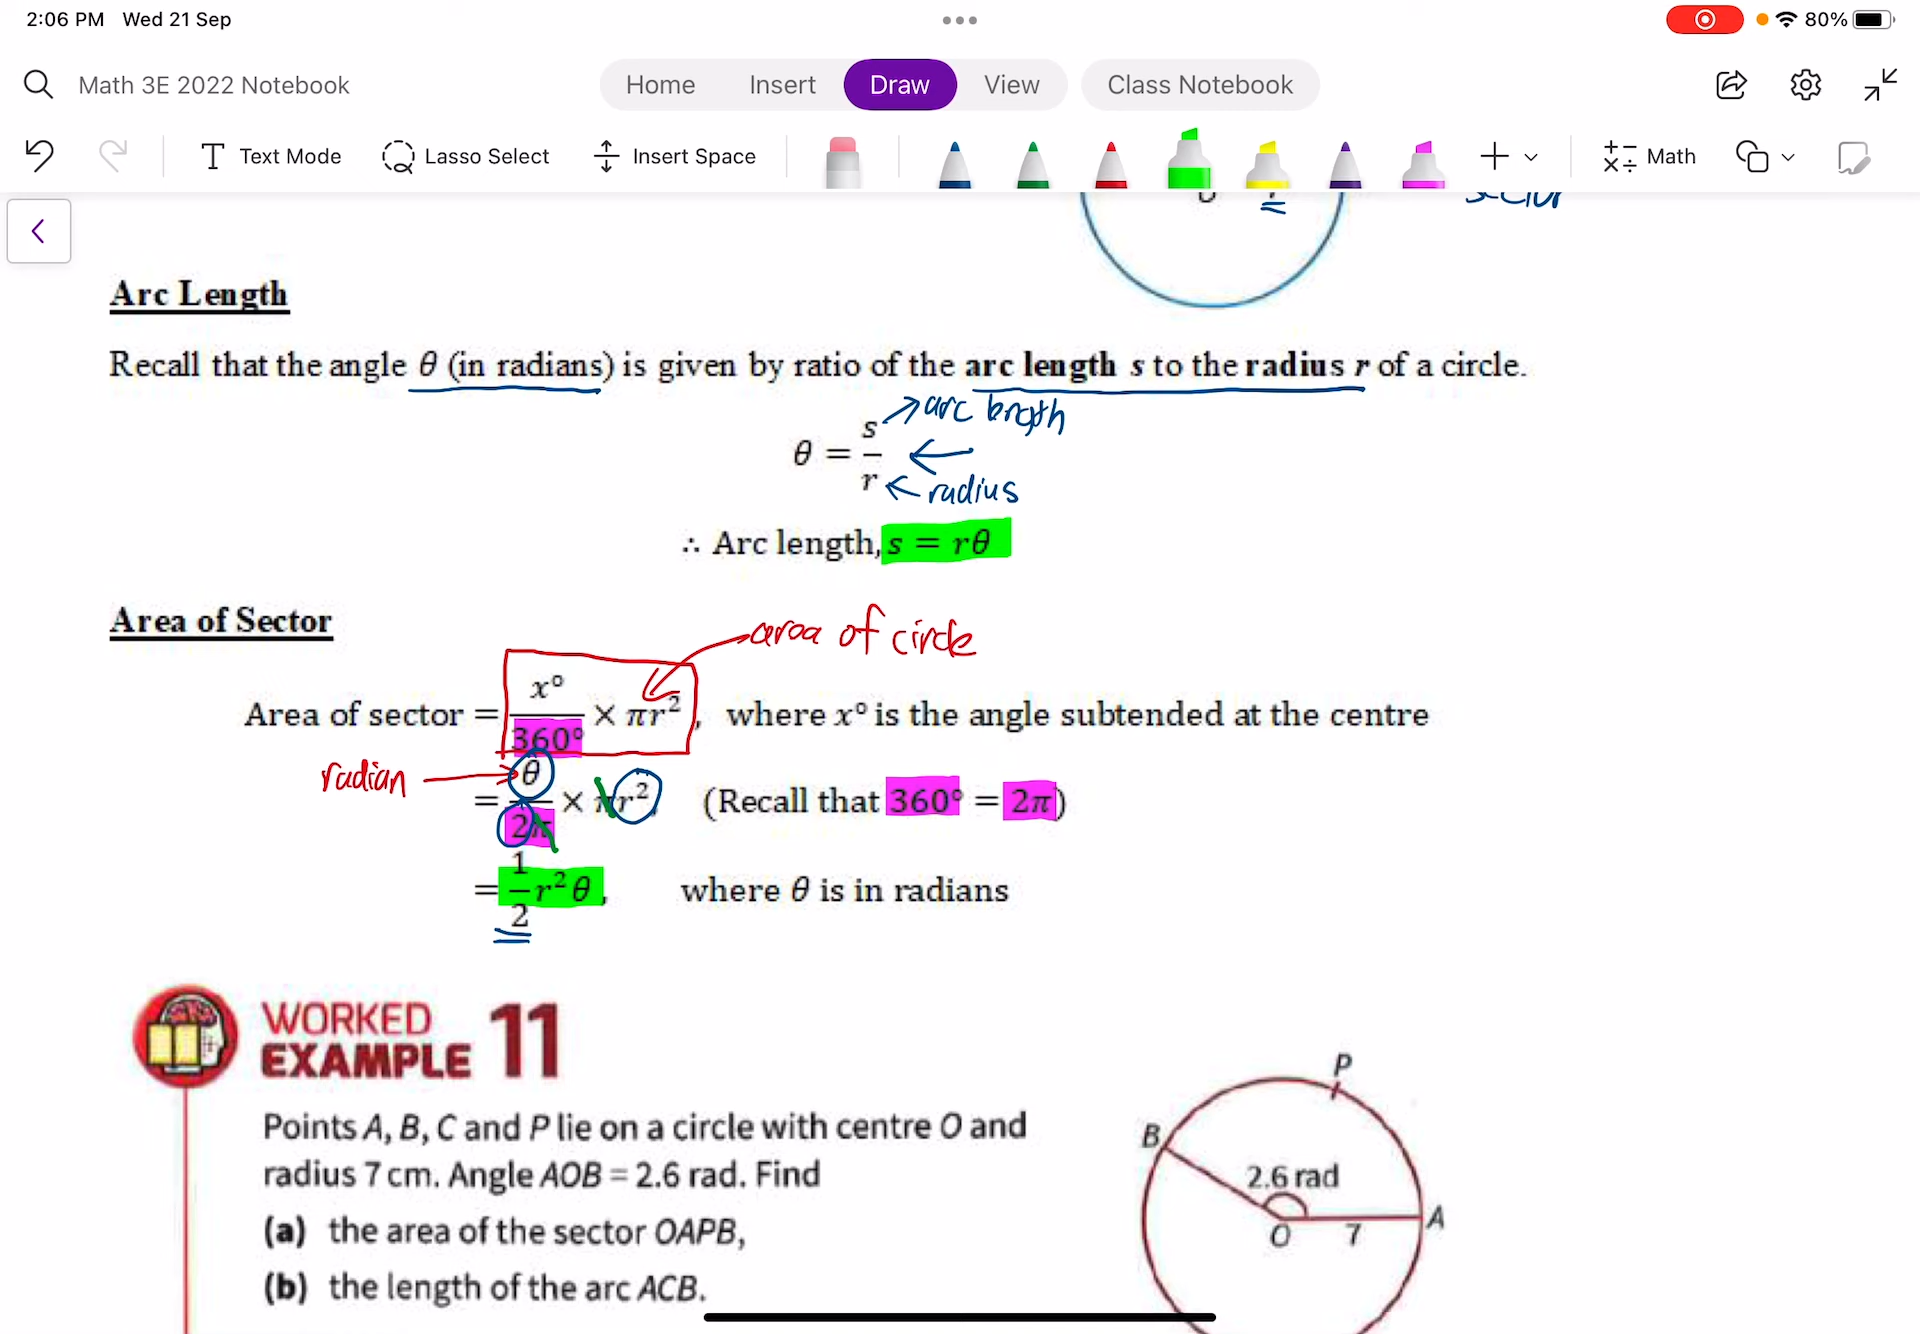 2:06 PM Wed 21 Sep
80%
Math 3E 2022 Notebook
Home Insert Draw View Class Notebook
Text Mode Lasso Select Insert Space Math
Arc Length
Recall that the angle θ (in radians) is given by ratio of the arc length s to the radius r of a circle.
arc length
θ = s/r
radius
∴ Arc length, s = rθ
Area of Sector
area of circle
Area of sector = x°/360° × πr², where x° is the angle subtended at the centre
radian
= θ/2π × πr², (Recall that 360° = 2π)
= 1/2 r²θ, where θ is in radians
WORKED EXAMPLE 11
Points A, B, C and P lie on a circle with centre O and
radius 7 cm. Angle AOB = 2.6 rad. Find
(a) the area of the sector OAPB,
(b) the length of the arc ACB.
P
B
2.6 rad
O 7 A